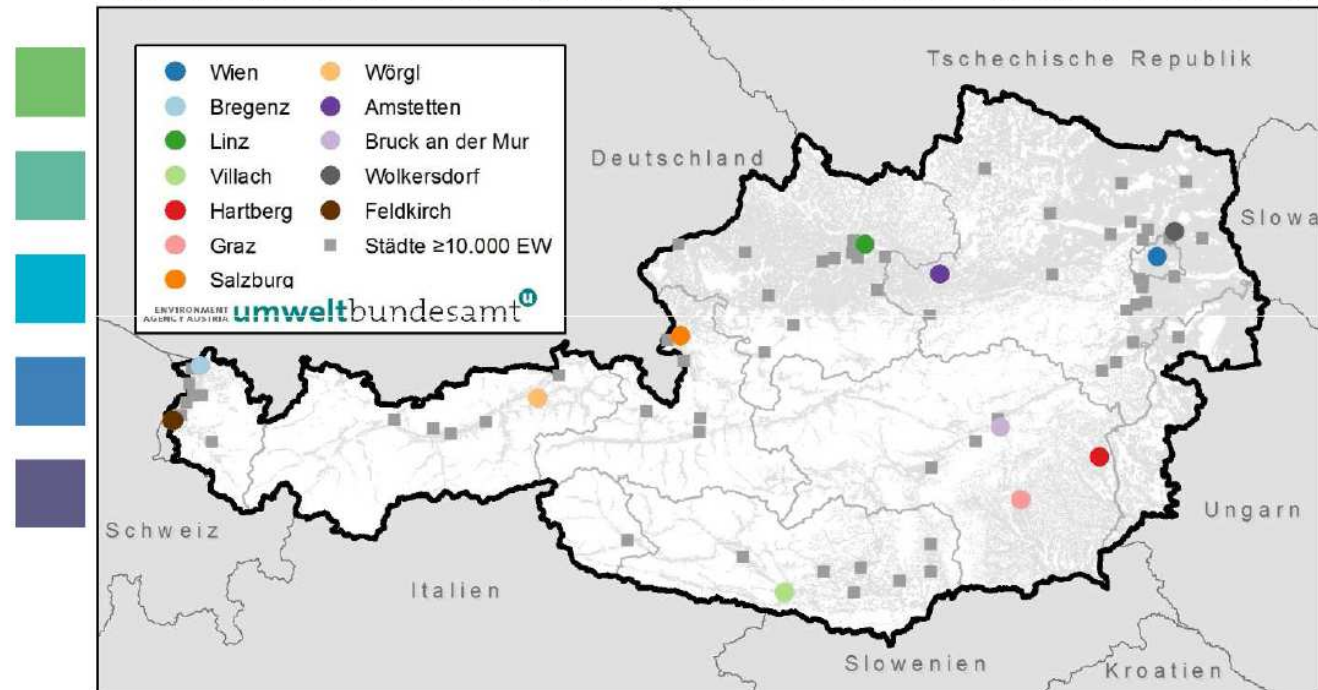 Tschechische Republik
Wien
Wörgl
Bregenz
Amstetten
Linz
Bruck an der Mur
Deutschland
Villach
Wolkersdorf
Hartberg
Feldkirch
Slowa
Graz
Städte ≥10.000 EW
Salzburg
ENVIRONMENT
AGENCY AUSTRIA umweltbundesamt u
Schweiz
Ungarn
Italien
Slowenien
Kroatien